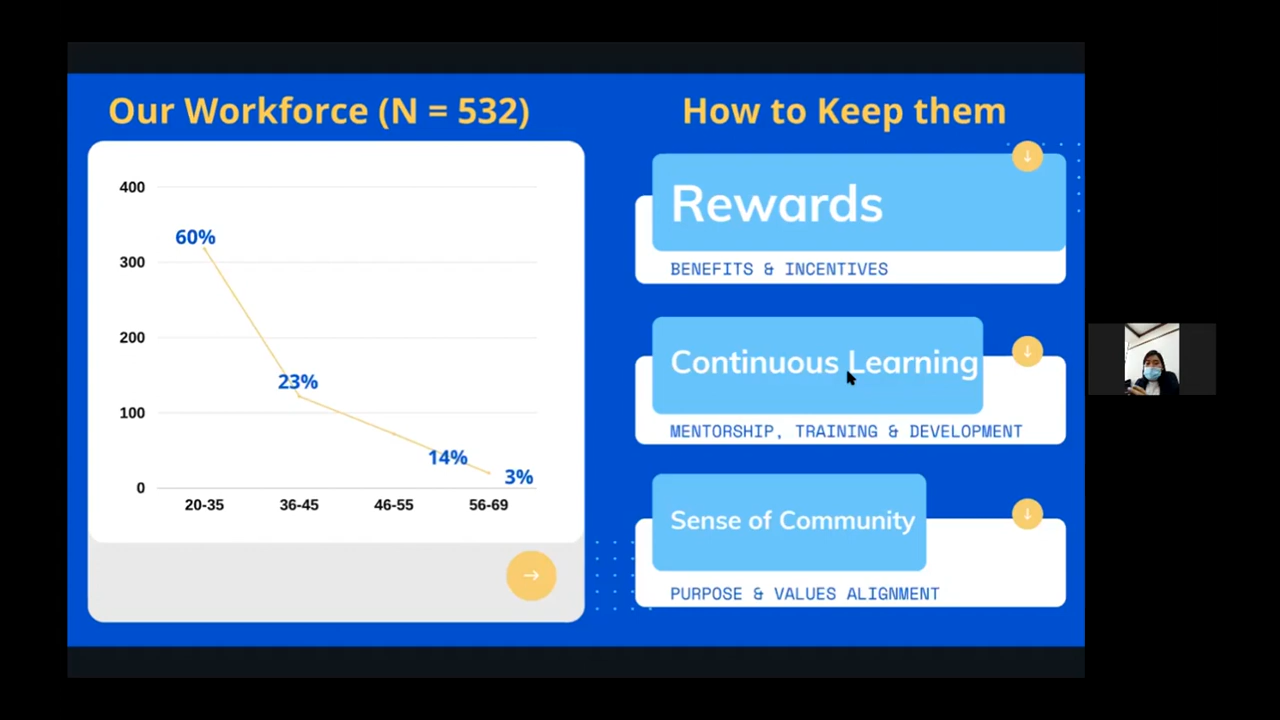 Our Workforce (N = 532)
400
300
200
100
0
60%
23%
14%
3%
20-35 36-45 46-55 56-69
How to Keep them
Rewards
BENEFITS & INCENTIVES
Continuous Learning
MENTORSHIP, TRAINING & DEVELOPMENT
Sense of Community
PURPOSE & VALUES ALIGNMENT